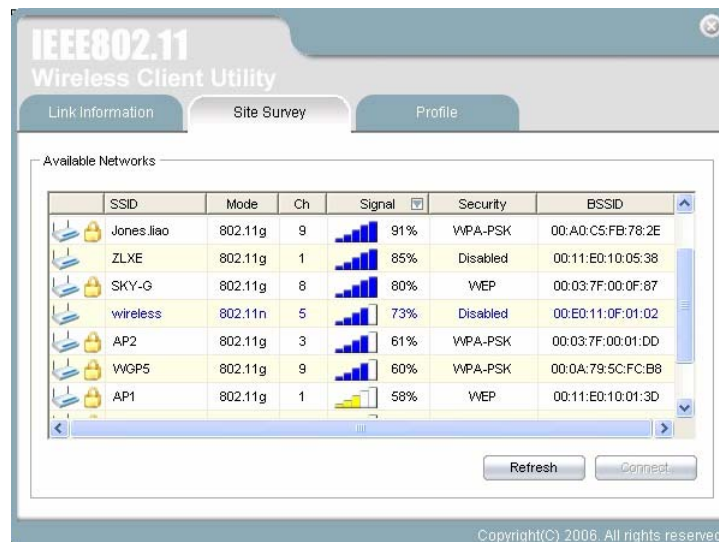 IEEE802.11
Wireless Client Utility
Link Information Site Survey Profile
Available Networks
SSID Mode Ch Signal Security BSSID
Jones.liao 802.11g 9 91% WPA-PSK 00:A0:C5:FB:78:2E
ZLXE 802.11g 1 85% Disabled 00:11:E0:10:05:38
SKY-G 802.11g 8 80% WEP 00:03:7F:00:0F:87
wireless 802.11n 5 73% Disabled 00:E0:11:0F:01:02
AP2 802.11g 3 61% WPA-PSK 00:03:7F:00:01:DD
WGP5 802.11g 9 60% WPA-PSK 00:0A:79:5C:FC:B8
AP1 802.11g 1 58% WEP 00:11:E0:10:01:3D
Refresh Connect
Copyright(C) 2006. All rights reserved